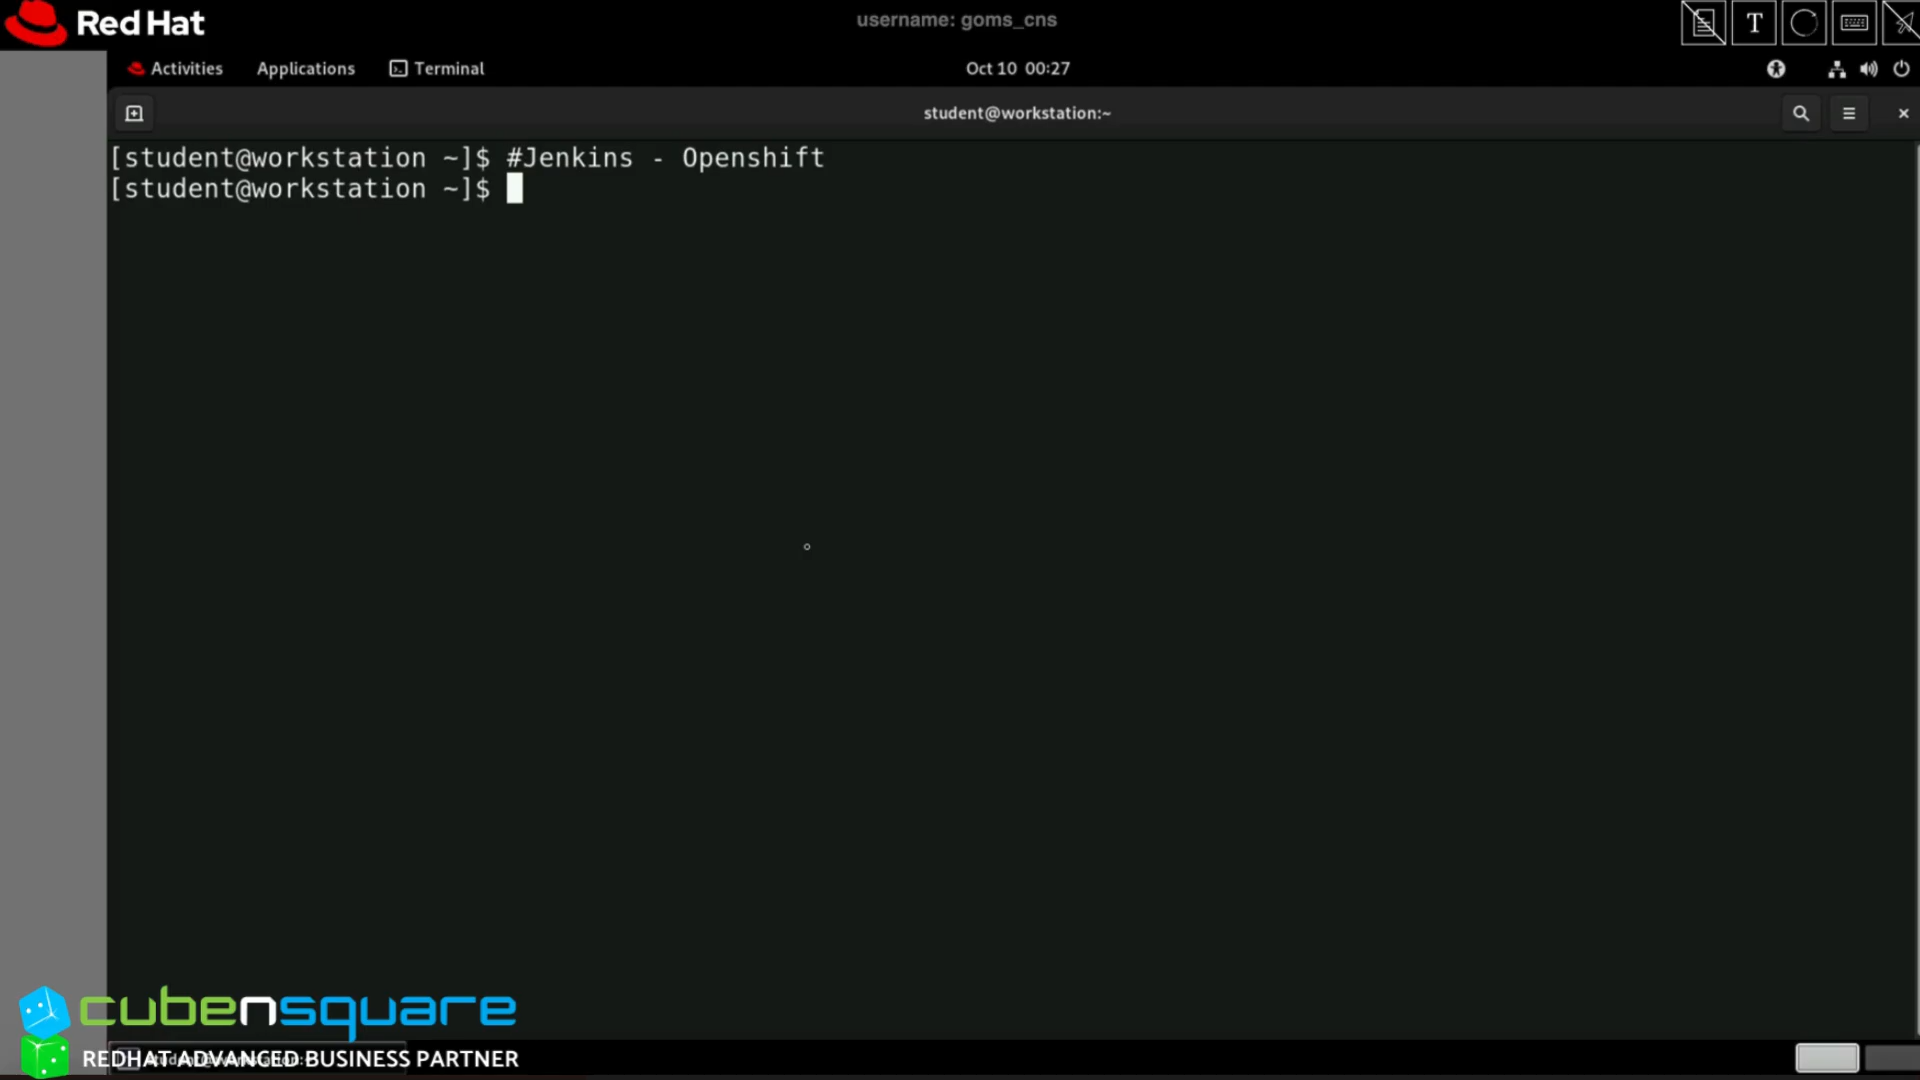 Red Hat
username: goms_cns
T
Activities Applications Terminal
Oct 10 00:27
student@workstation:~
[student@workstation ~]$ #Jenkins - Openshift
[student@workstation ~]$
cubensquare
REDHAT ADVANCED BUSINESS PARTNER